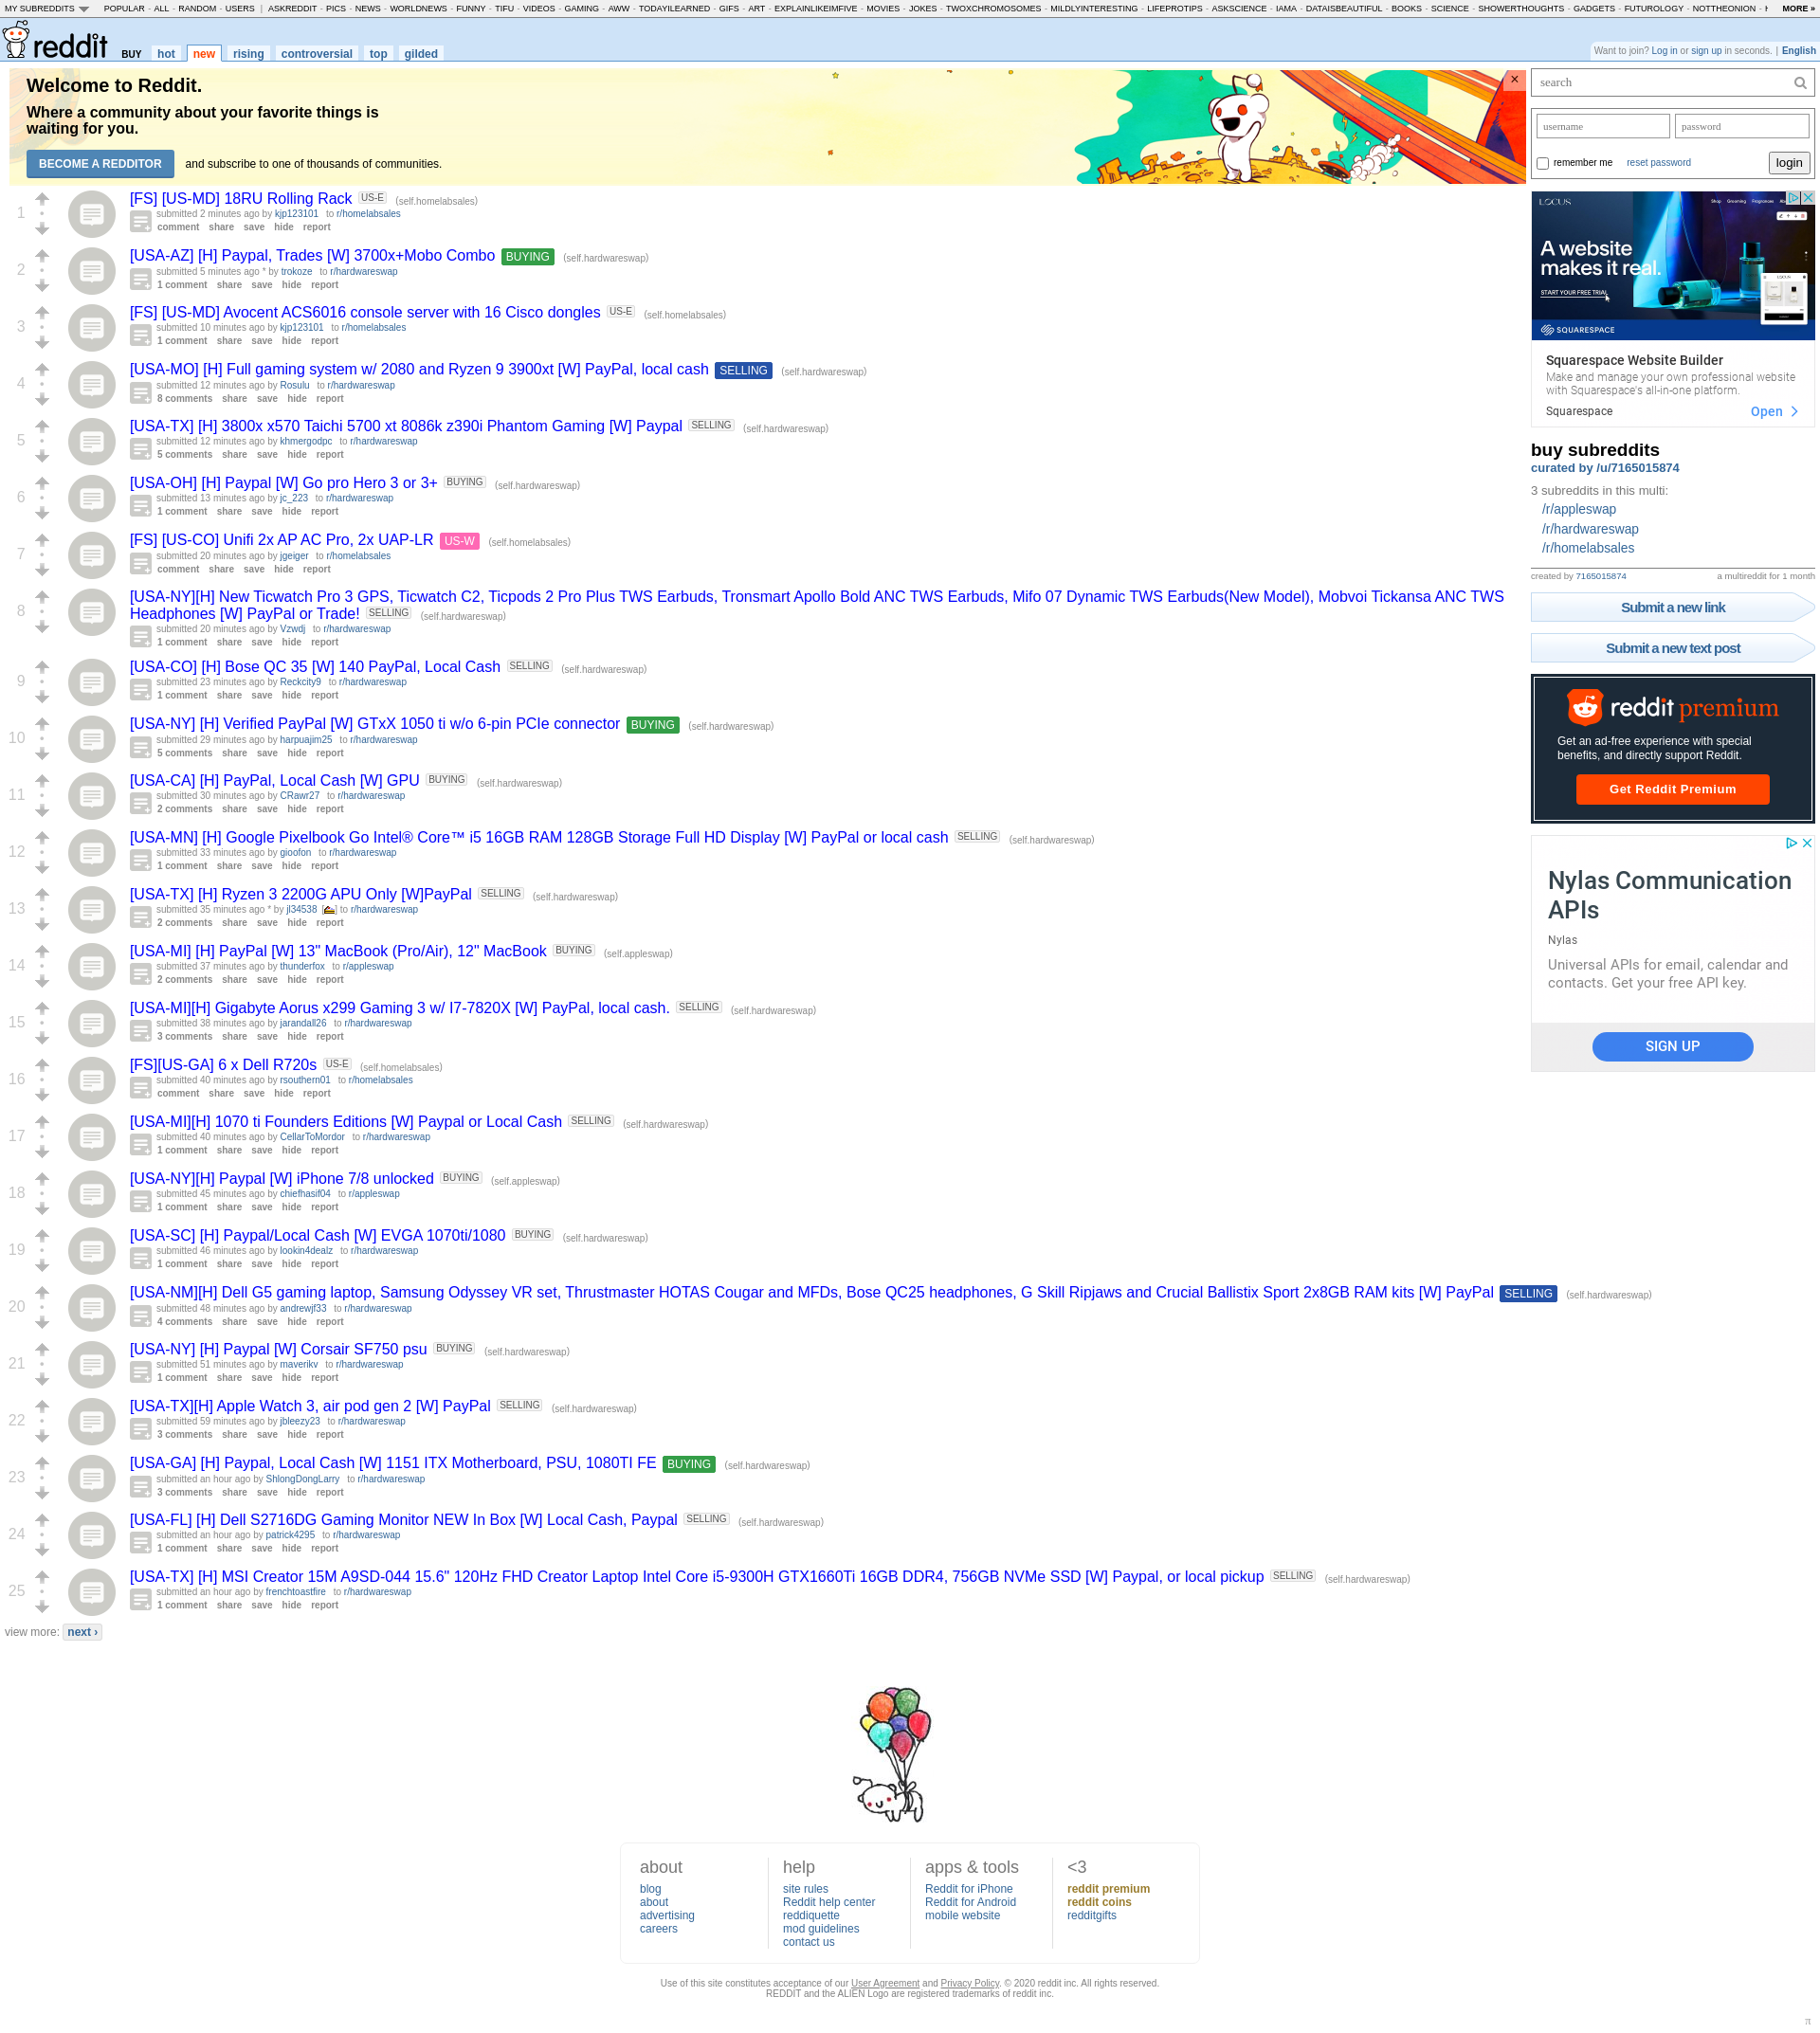 MY SUBREDDITS POPULAR - ALL - RANDOM - USERS | ASKREDDIT - PICS - NEWS - WORLDNEWS - FUNNY - TIFU - VIDEOS - GAMING - AWW - TODAYILEARNED - GIFS - ART - EXPLAINLIKEIMFIVE - MOVIES - JOKES - TWOXCHROMOSOMES - MILDLYINTERESTING - LIFEPROTIPS - ASKSCIENCE - IAMA - DATAISBEAUTIFUL - BOOKS - SCIENCE - SHOWERTHOUGHTS - GADGETS - FUTUROLOGY - NOTTHEONION - MORE »
reddit BUY hot new rising controversial top gilded
Want to join? Log in or sign up in seconds. | English
Welcome to Reddit.
Where a community about your favorite things is
waiting for you.
BECOME A REDDITOR and subscribe to one of thousands of communities.
×
1
[FS] [US-MD] 18RU Rolling Rack US-E (self.homelabsales)
submitted 2 minutes ago by kjp123101 to r/homelabsales
comment share save hide report
2
[USA-AZ] [H] Paypal, Trades [W] 3700x+Mobo Combo BUYING (self.hardwareswap)
submitted 5 minutes ago * by trokoze to r/hardwareswap
1 comment share save hide report
3
[FS] [US-MD] Avocent ACS6016 console server with 16 Cisco dongles US-E (self.homelabsales)
submitted 10 minutes ago by kjp123101 to r/homelabsales
1 comment share save hide report
4
[USA-MO] [H] Full gaming system w/ 2080 and Ryzen 9 3900xt [W] PayPal, local cash SELLING (self.hardwareswap)
submitted 12 minutes ago by Rosulu to r/hardwareswap
8 comments share save hide report
5
[USA-TX] [H] 3800x x570 Taichi 5700 xt 8086k z390i Phantom Gaming [W] Paypal SELLING (self.hardwareswap)
submitted 12 minutes ago by khmergodpc to r/hardwareswap
5 comments share save hide report
6
[USA-OH] [H] Paypal [W] Go pro Hero 3 or 3+ BUYING (self.hardwareswap)
submitted 13 minutes ago by jc_223 to r/hardwareswap
1 comment share save hide report
7
[FS] [US-CO] Unifi 2x AP AC Pro, 2x UAP-LR US-W (self.homelabsales)
submitted 20 minutes ago by jgeiger to r/homelabsales
comment share save hide report
8
[USA-NY][H] New Ticwatch Pro 3 GPS, Ticwatch C2, Ticpods 2 Pro Plus TWS Earbuds, Tronsmart Apollo Bold ANC TWS Earbuds, Mifo 07 Dynamic TWS Earbuds(New Model), Mobvoi Tickansa ANC TWS
Headphones [W] PayPal or Trade! SELLING (self.hardwareswap)
submitted 20 minutes ago by Vzwdj to r/hardwareswap
1 comment share save hide report
9
[USA-CO] [H] Bose QC 35 [W] 140 PayPal, Local Cash SELLING (self.hardwareswap)
submitted 23 minutes ago by Reckcity9 to r/hardwareswap
1 comment share save hide report
10
[USA-NY] [H] Verified PayPal [W] GTxX 1050 ti w/o 6-pin PCIe connector BUYING (self.hardwareswap)
submitted 29 minutes ago by harpuajim25 to r/hardwareswap
5 comments share save hide report
11
[USA-CA] [H] PayPal, Local Cash [W] GPU BUYING (self.hardwareswap)
submitted 30 minutes ago by CRawr27 to r/hardwareswap
2 comments share save hide report
12
[USA-MN] [H] Google Pixelbook Go Intel® Core™ i5 16GB RAM 128GB Storage Full HD Display [W] PayPal or local cash SELLING (self.hardwareswap)
submitted 33 minutes ago by gioofon to r/hardwareswap
1 comment share save hide report
13
[USA-TX] [H] Ryzen 3 2200G APU Only [W]PayPal SELLING (self.hardwareswap)
submitted 35 minutes ago * by jl34538 [] to r/hardwareswap
2 comments share save hide report
14
[USA-MI] [H] PayPal [W] 13" MacBook (Pro/Air), 12" MacBook BUYING (self.appleswap)
submitted 37 minutes ago by thunderfox to r/appleswap
2 comments share save hide report
15
[USA-MI][H] Gigabyte Aorus x299 Gaming 3 w/ I7-7820X [W] PayPal, local cash. SELLING (self.hardwareswap)
submitted 38 minutes ago by jarandall26 to r/hardwareswap
3 comments share save hide report
16
[FS][US-GA] 6 x Dell R720s US-E (self.homelabsales)
submitted 40 minutes ago by rsouthern01 to r/homelabsales
comment share save hide report
17
[USA-MI][H] 1070 ti Founders Editions [W] Paypal or Local Cash SELLING (self.hardwareswap)
submitted 40 minutes ago by CellarToMordor to r/hardwareswap
1 comment share save hide report
18
[USA-NY][H] Paypal [W] iPhone 7/8 unlocked BUYING (self.appleswap)
submitted 45 minutes ago by chiefhasif04 to r/appleswap
1 comment share save hide report
19
[USA-SC] [H] Paypal/Local Cash [W] EVGA 1070ti/1080 BUYING (self.hardwareswap)
submitted 46 minutes ago by lookin4dealz to r/hardwareswap
1 comment share save hide report
20
[USA-NM][H] Dell G5 gaming laptop, Samsung Odyssey VR set, Thrustmaster HOTAS Cougar and MFDs, Bose QC25 headphones, G Skill Ripjaws and Crucial Ballistix Sport 2x8GB RAM kits [W] PayPal SELLING (self.hardwareswap)
submitted 48 minutes ago by andrewjf33 to r/hardwareswap
4 comments share save hide report
21
[USA-NY] [H] Paypal [W] Corsair SF750 psu BUYING (self.hardwareswap)
submitted 51 minutes ago by maverikv to r/hardwareswap
1 comment share save hide report
22
[USA-TX][H] Apple Watch 3, air pod gen 2 [W] PayPal SELLING (self.hardwareswap)
submitted 59 minutes ago by jbleezy23 to r/hardwareswap
3 comments share save hide report
23
[USA-GA] [H] Paypal, Local Cash [W] 1151 ITX Motherboard, PSU, 1080TI FE BUYING (self.hardwareswap)
submitted an hour ago by ShlongDongLarry to r/hardwareswap
3 comments share save hide report
24
[USA-FL] [H] Dell S2716DG Gaming Monitor NEW In Box [W] Local Cash, Paypal SELLING (self.hardwareswap)
submitted an hour ago by patrick4295 to r/hardwareswap
1 comment share save hide report
25
[USA-TX] [H] MSI Creator 15M A9SD-044 15.6" 120Hz FHD Creator Laptop Intel Core i5-9300H GTX1660Ti 16GB DDR4, 756GB NVMe SSD [W] Paypal, or local pickup SELLING (self.hardwareswap)
submitted an hour ago by frenchtoastfire to r/hardwareswap
1 comment share save hide report
view more: next ›
search
username password
remember me reset password login
LOCUS
A website
makes it real.
START YOUR FREE TRIAL
SQUARESPACE
Squarespace Website Builder
Make and manage your own professional website
with Squarespace's all-in-one platform.
Squarespace Open
buy subreddits
curated by /u/7165015874
3 subreddits in this multi:
/r/appleswap
/r/hardwareswap
/r/homelabsales
created by 7165015874 a multireddit for 1 month
Submit a new link
Submit a new text post
reddit premium
Get an ad-free experience with special
benefits, and directly support Reddit.
Get Reddit Premium
Nylas Communication
APIs
Nylas
Universal APIs for email, calendar and
contacts. Get your free API key.
SIGN UP
about
blog
about
advertising
careers
help
site rules
Reddit help center
reddiquette
mod guidelines
contact us
apps & tools
Reddit for iPhone
Reddit for Android
mobile website
<3
reddit premium
reddit coins
redditgifts
Use of this site constitutes acceptance of our User Agreement and Privacy Policy. © 2020 reddit inc. All rights reserved.
REDDIT and the ALIEN Logo are registered trademarks of reddit inc.
π